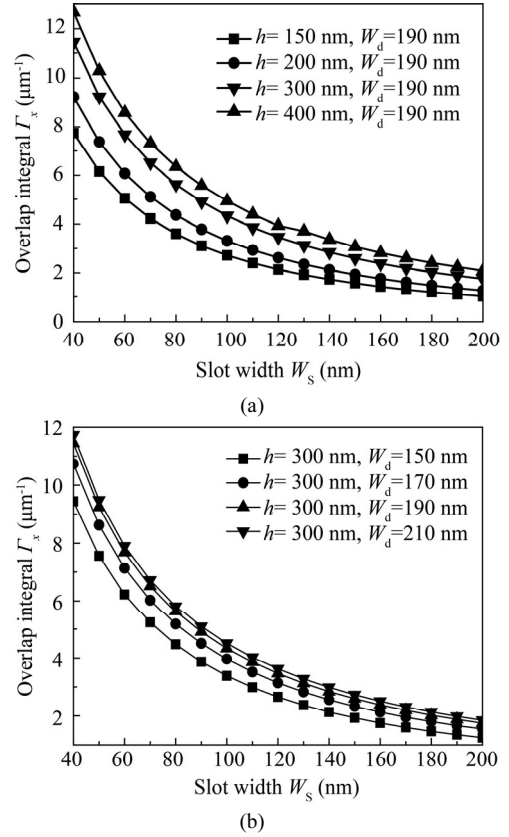 12
10
8
6
4
2
0
Overlap integral Γx (μm-1)
h= 150 nm, Wd=190 nm
h= 200 nm, Wd=190 nm
h= 300 nm, Wd=190 nm
h= 400 nm, Wd=190 nm
40 60 80 100 120 140 160 180 200
Slot width WS (nm)
(a)
12
10
8
6
4
2
Overlap integral Γx (μm-1)
h= 300 nm, Wd=150 nm
h= 300 nm, Wd=170 nm
h= 300 nm, Wd=190 nm
h= 300 nm, Wd=210 nm
40 60 80 100 120 140 160 180 200
Slot width WS (nm)
(b)